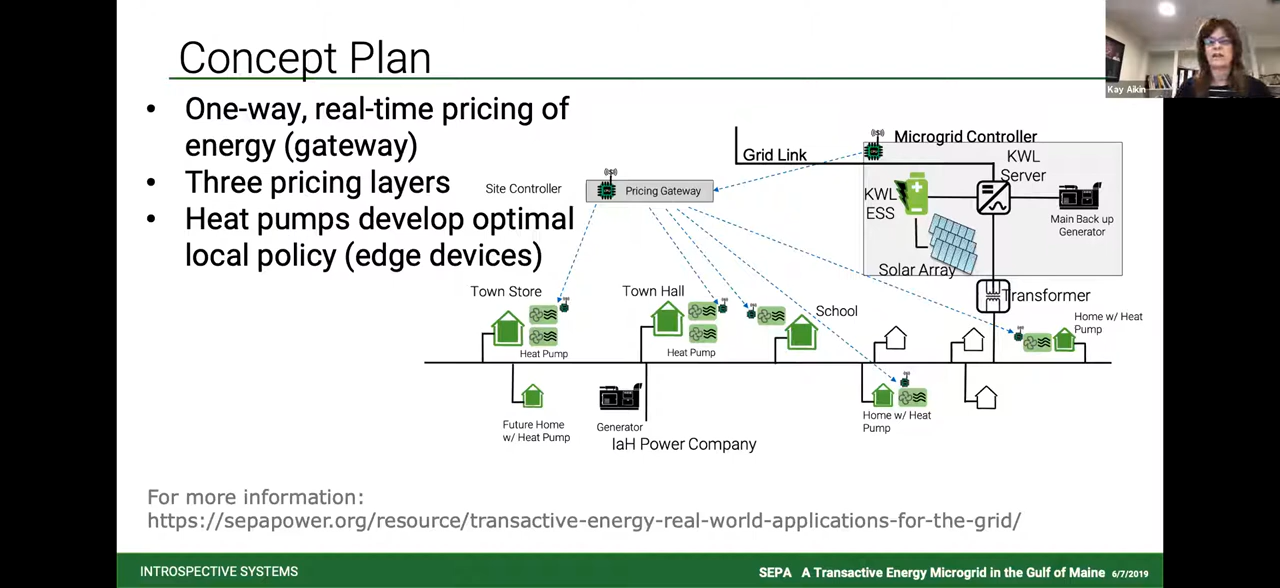 Concept Plan
• One-way, real-time pricing of
energy (gateway)
• Three pricing layers
• Heat pumps develop optimal
local policy (edge devices)
Kay Aikin
Grid Link
Microgrid Controller
KWL
Server
Site Controller
Pricing Gateway
KWL
ESS
Main Back up
Generator
Solar Array
Transformer
Town Store
Heat Pump
Town Hall
Heat Pump
School
Home w/ Heat
Pump
Future Home
w/ Heat Pump
Generator
IaH Power Company
Home w/ Heat
Pump
For more information:
https://sepapower.org/resource/transactive-energy-real-world-applications-for-the-grid/
INTROSPECTIVE SYSTEMS
SEPA A Transactive Energy Microgrid in the Gulf of Maine 6/7/2019